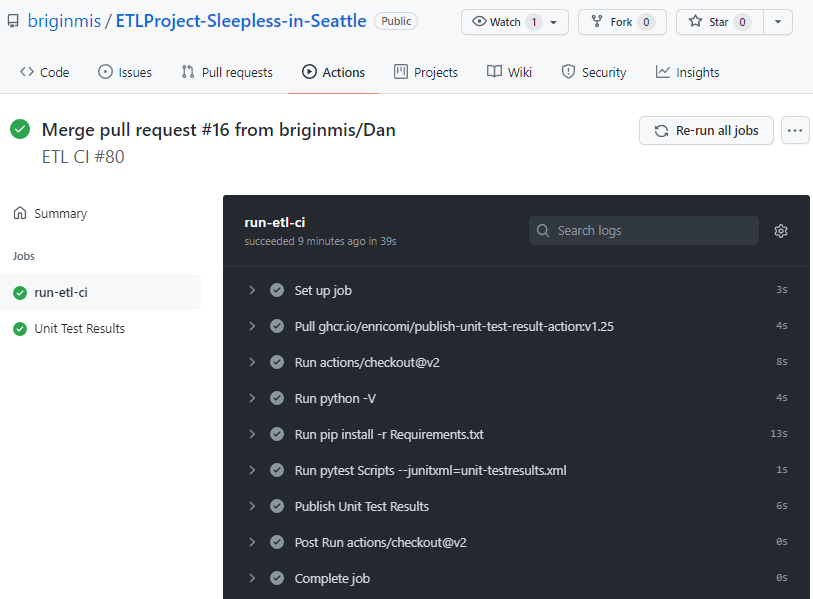 briginmis / ETLProject-Sleepless-in-Seattle Public Watch 1 Fork 0 Star 0
Code Issues Pull requests Actions Projects Wiki Security Insights
Merge pull request #16 from briginmis/Dan Re-run all jobs ...
ETL CI #80
Summary
Jobs
run-etl-ci
Unit Test Results
run-etl-ci
succeeded 9 minutes ago in 39s
Search logs
Set up job 3s
Pull ghcr.io/enricomi/publish-unit-test-result-action:v1.25 4s
Run actions/checkout@v2 8s
Run python -V 4s
Run pip install -r Requirements.txt 13s
Run pytest Scripts --junitxml=unit-testresults.xml 1s
Publish Unit Test Results 6s
Post Run actions/checkout@v2 0s
Complete job 0s